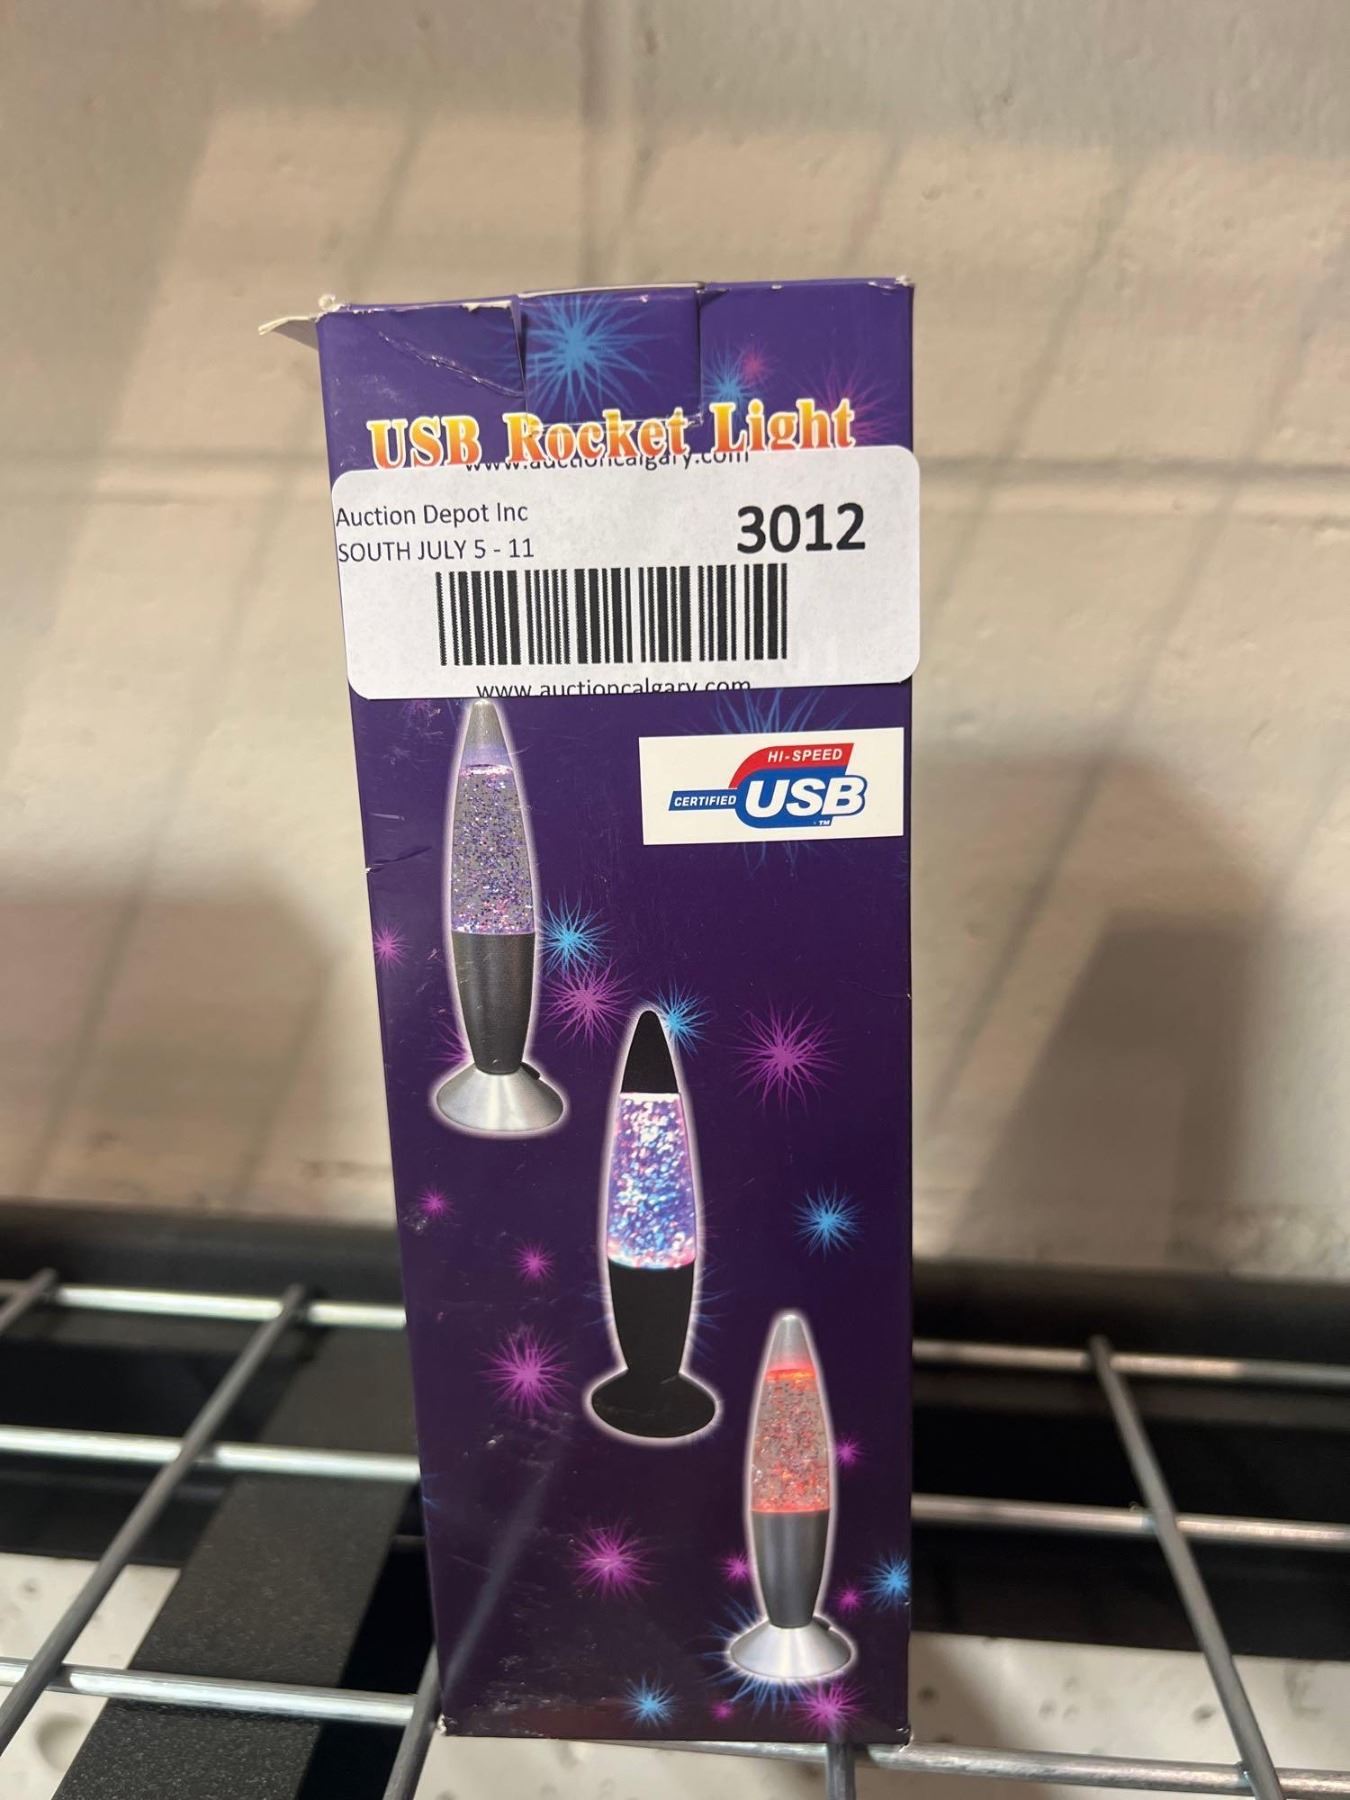 USB Rocket Light
www.auctioncalgary.com
Auction Depot Inc
3012
SOUTH JULY 5 - 11
www.auctioncalgary.com
HI-SPEED
CERTIFIED USB
TM